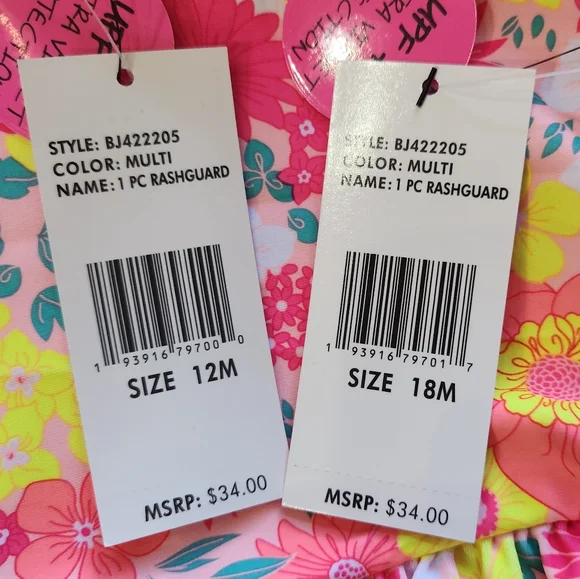 UPF
STYLE: BJ422205
COLOR: MULTI
NAME: 1 PC RASHGUARD
1 93916 79700 0
SIZE 12M
MSRP: $34.00
UPF
STYLE: BJ422205
COLOR: MULTI
NAME: 1 PC RASHGUARD
1 93916 79701 7
SIZE 18M
MSRP: $34.00